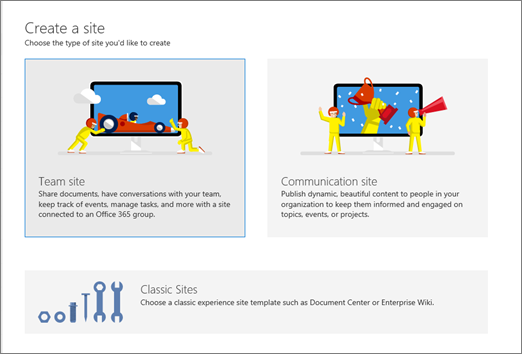 Create a site
Choose the type of site you'd like to create
Team site
Share documents, have conversations with your team,
keep track of events, manage tasks, and more with a site
connected to an Office 365 group.
Communication site
Publish dynamic, beautiful content to people in your
organization to keep them informed and engaged on
topics, events, or projects.
Classic Sites
Choose a classic experience site template such as Document Center or Enterprise Wiki.